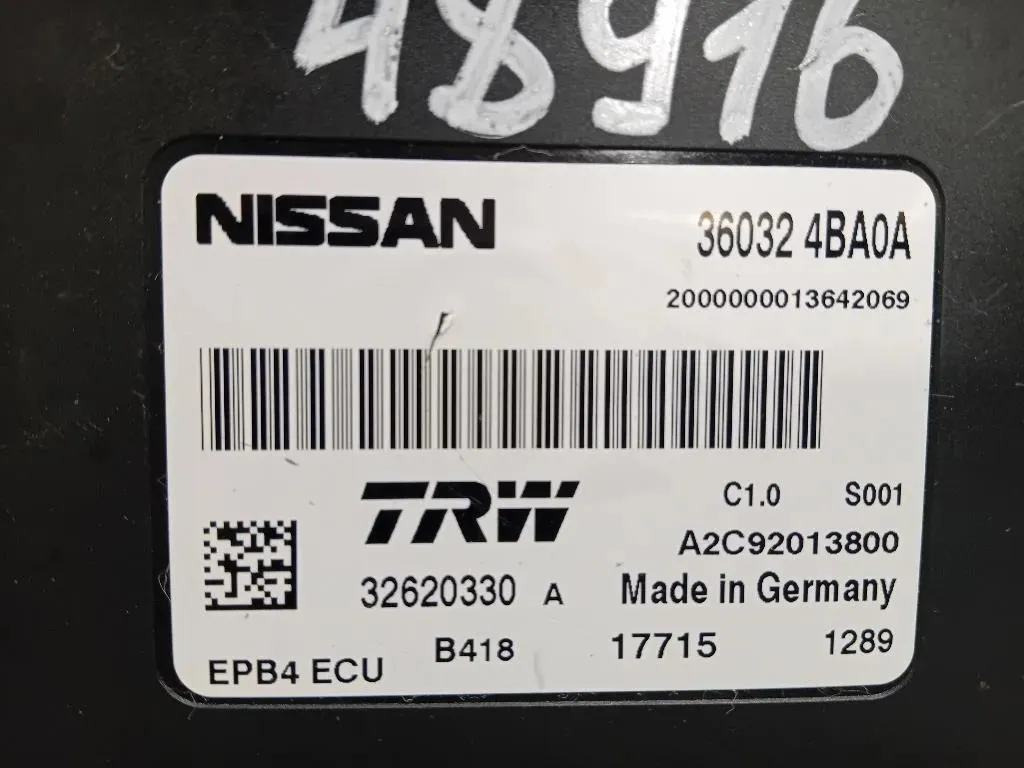 48916
NISSAN
36032 4BA0A
2000000013642069
TRW
C1.0 S001
A2C92013800
32620330 A
Made in Germany
B418 17715 1289
EPB4 ECU